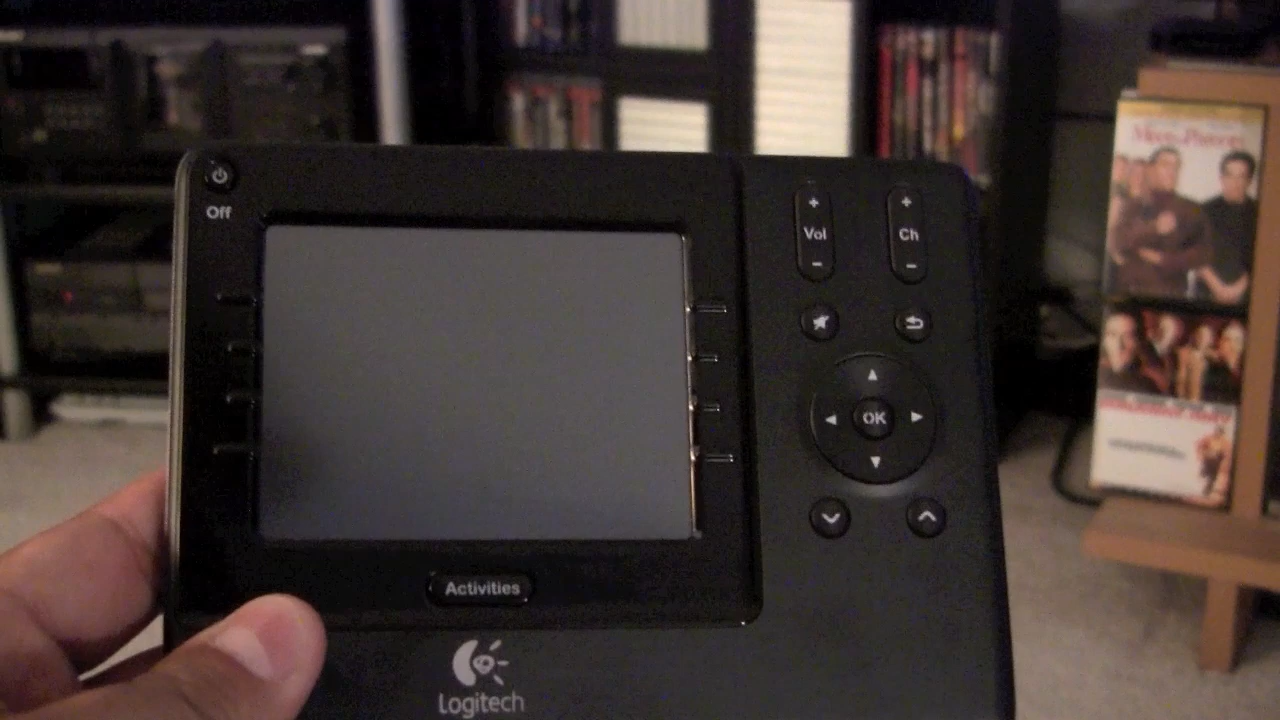 Off
+ +
Vol Ch
- -
OK
Activities
Logitech